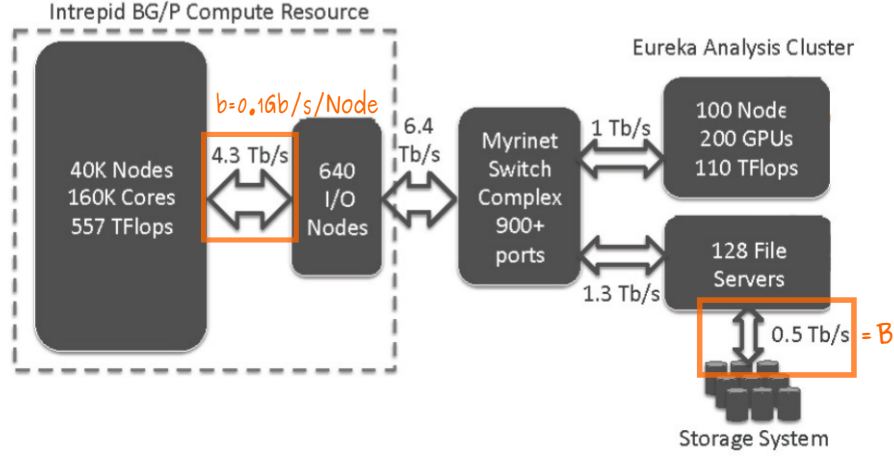 Intrepid BG/P Compute Resource
40K Nodes
160K Cores
557 TFlops
b=0.1Gb/s/Node
4.3 Tb/s
640
I/O
Nodes
6.4
Tb/s
Myrinet
Switch
Complex
900+
ports
Eureka Analysis Cluster
1 Tb/s
100 Node
200 GPUs
110 TFlops
1.3 Tb/s
128 File
Servers
0.5 Tb/s = B
Storage System